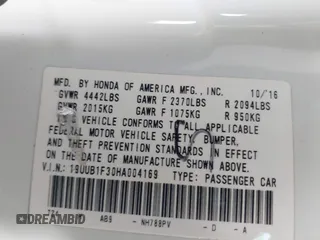 MFD. BY HONDA OF AMERICA MFG., INC. 10/'16
GVWR 4442LBS GAWR F 2370LBS R 2094LBS
GVWR 2015KG GAWR F 1075KG R 950KG
THIS VEHICLE CONFORMS TO ALL APPLICABLE
FEDERAL MOTOR VEHICLE SAFETY, BUMPER,
AND THEFT PREVENTION STANDARDS IN EFFECT
ON THE DATE OF MANUFACTURE SHOWN ABOVE.
V.I.N.: 19UUB1F30HA004169 TYPE: PASSENGER CAR
AB9 - NH788PV - D - A
DREAMBID